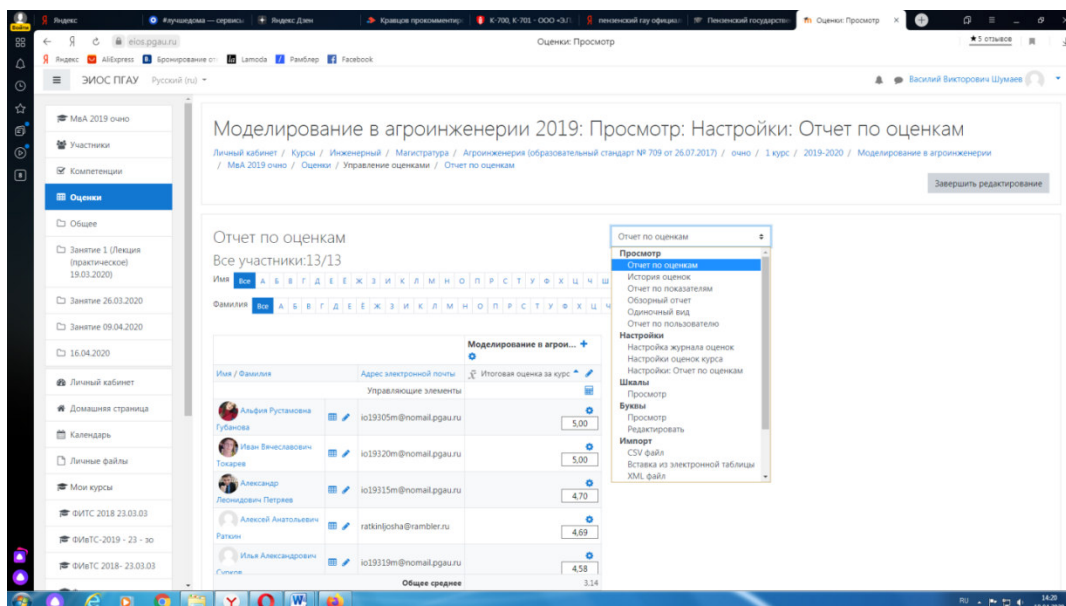 Яндекс
#лучшедома — сервисы
Яндекс Дзен
Кравцов прокомментир
К-700, К-701 - ООО «З.П.
пензенский гау официал
Пензенский государстве
Оценки: Просмотр
Войти
eios.pgau.ru
Оценки: Просмотр
★ 5 отзывов
Яндекс
AliExpress
Бронирование от
Lamoda
Рамблер
Facebook
ЭИОС ПГАУ
Русский (ru)
Василий Викторович Шумаев
МвА 2019 очно
Участники
Компетенции
Оценки
Общее
Занятие 1 (Лекция
(практическое)
19.03.2020)
Занятие 26.03.2020
Занятие 09.04.2020
16.04.2020
Личный кабинет
Домашняя страница
Календарь
Личные файлы
Мои курсы
ФИТС 2018 23.03.03
ФИвТС-2019 - 23 - зо
ФИвТС 2018- 23.03.03
Моделирование в агроинженерии 2019: Просмотр: Настройки: Отчет по оценкам
Личный кабинет / Курсы / Инженерный / Магистратура / Агроинженерия (образовательный стандарт № 709 от 26.07.2017) / очно / 1 курс / 2019-2020 / Моделирование в агроинженерии
/ МвА 2019 очно / Оценки / Управление оценками / Отчет по оценкам
Завершить редактирование
Отчет по оценкам
Все участники:13/13
Имя Все А Б В Г Д Е Ё Ж З И К Л М Н О П Р С Т У Ф Х Ц Ч Ш
Фамилия Все А Б В Г Д Е Ё Ж З И К Л М Н О П Р С Т У Ф Х Ц Ч
Моделирование в агрои...
Имя / Фамилия
Адрес электронной почты
Итоговая оценка за курс
Управляющие элементы
Альфия Рустамовна
Губанова
io19305m@nomail.pgau.ru
5,00
Иван Вячеславович
Токарев
io19320m@nomail.pgau.ru
5,00
Александр
Леонидович Петряев
io19315m@nomail.pgau.ru
4,70
Алексей Анатольевич
Раткин
ratkinljosha@rambler.ru
4,69
Илья Александрович
io19319m@nomail.pgau.ru
4,58
Общее среднее
3,14
Отчет по оценкам
Просмотр
Отчет по оценкам
История оценок
Отчет по показателям
Обзорный отчет
Одиночный вид
Отчет по пользователю
Настройки
Настройка журнала оценок
Настройки оценок курса
Настройки: Отчет по оценкам
Шкалы
Просмотр
Буквы
Просмотр
Редактировать
Импорт
CSV файл
Вставка из электронной таблицы
XML файл
RU
14:20